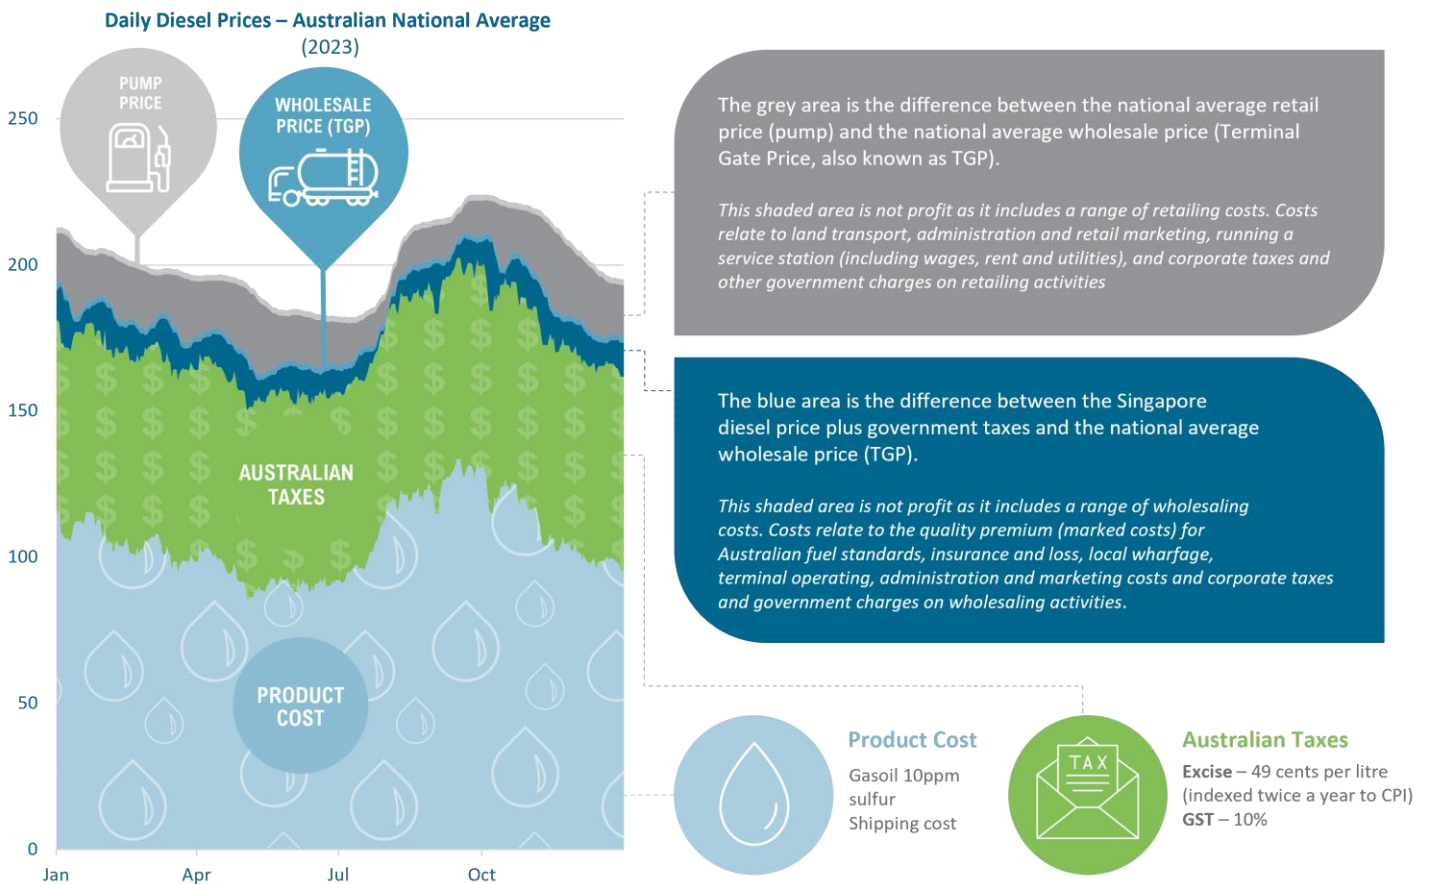 Daily Diesel Prices – Australian National Average
(2023)
PUMP
PRICE
WHOLESALE
PRICE (TGP)
250
200
150
100
50
0
Jan
Apr
Jul
Oct
AUSTRALIAN
TAXES
PRODUCT
COST
The grey area is the difference between the national average retail
price (pump) and the national average wholesale price (Terminal
Gate Price, also known as TGP).
This shaded area is not profit as it includes a range of retailing costs. Costs
relate to land transport, administration and retail marketing, running a
service station (including wages, rent and utilities), and corporate taxes and
other government charges on retailing activities
The blue area is the difference between the Singapore
diesel price plus government taxes and the national average
wholesale price (TGP).
This shaded area is not profit as it includes a range of wholesaling
costs. Costs relate to the quality premium (marked costs) for
Australian fuel standards, insurance and loss, local wharfage,
terminal operating, administration and marketing costs and corporate taxes
and government charges on wholesaling activities.
Product Cost
Gasoil 10ppm
sulfur
Shipping cost
TAX
Australian Taxes
Excise – 49 cents per litre
(indexed twice a year to CPI)
GST – 10%